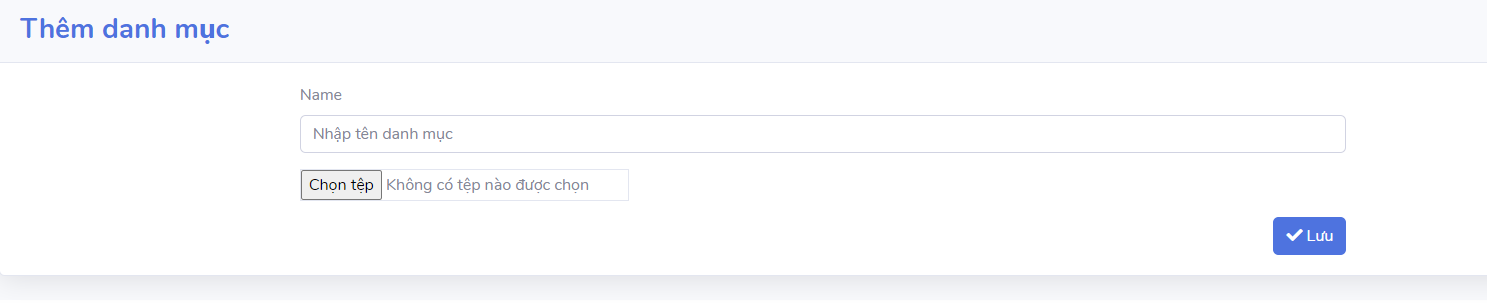 Thêm danh mục
Name
Nhập tên danh mục
Chọn tệp Không có tệp nào được chọn
Lưu